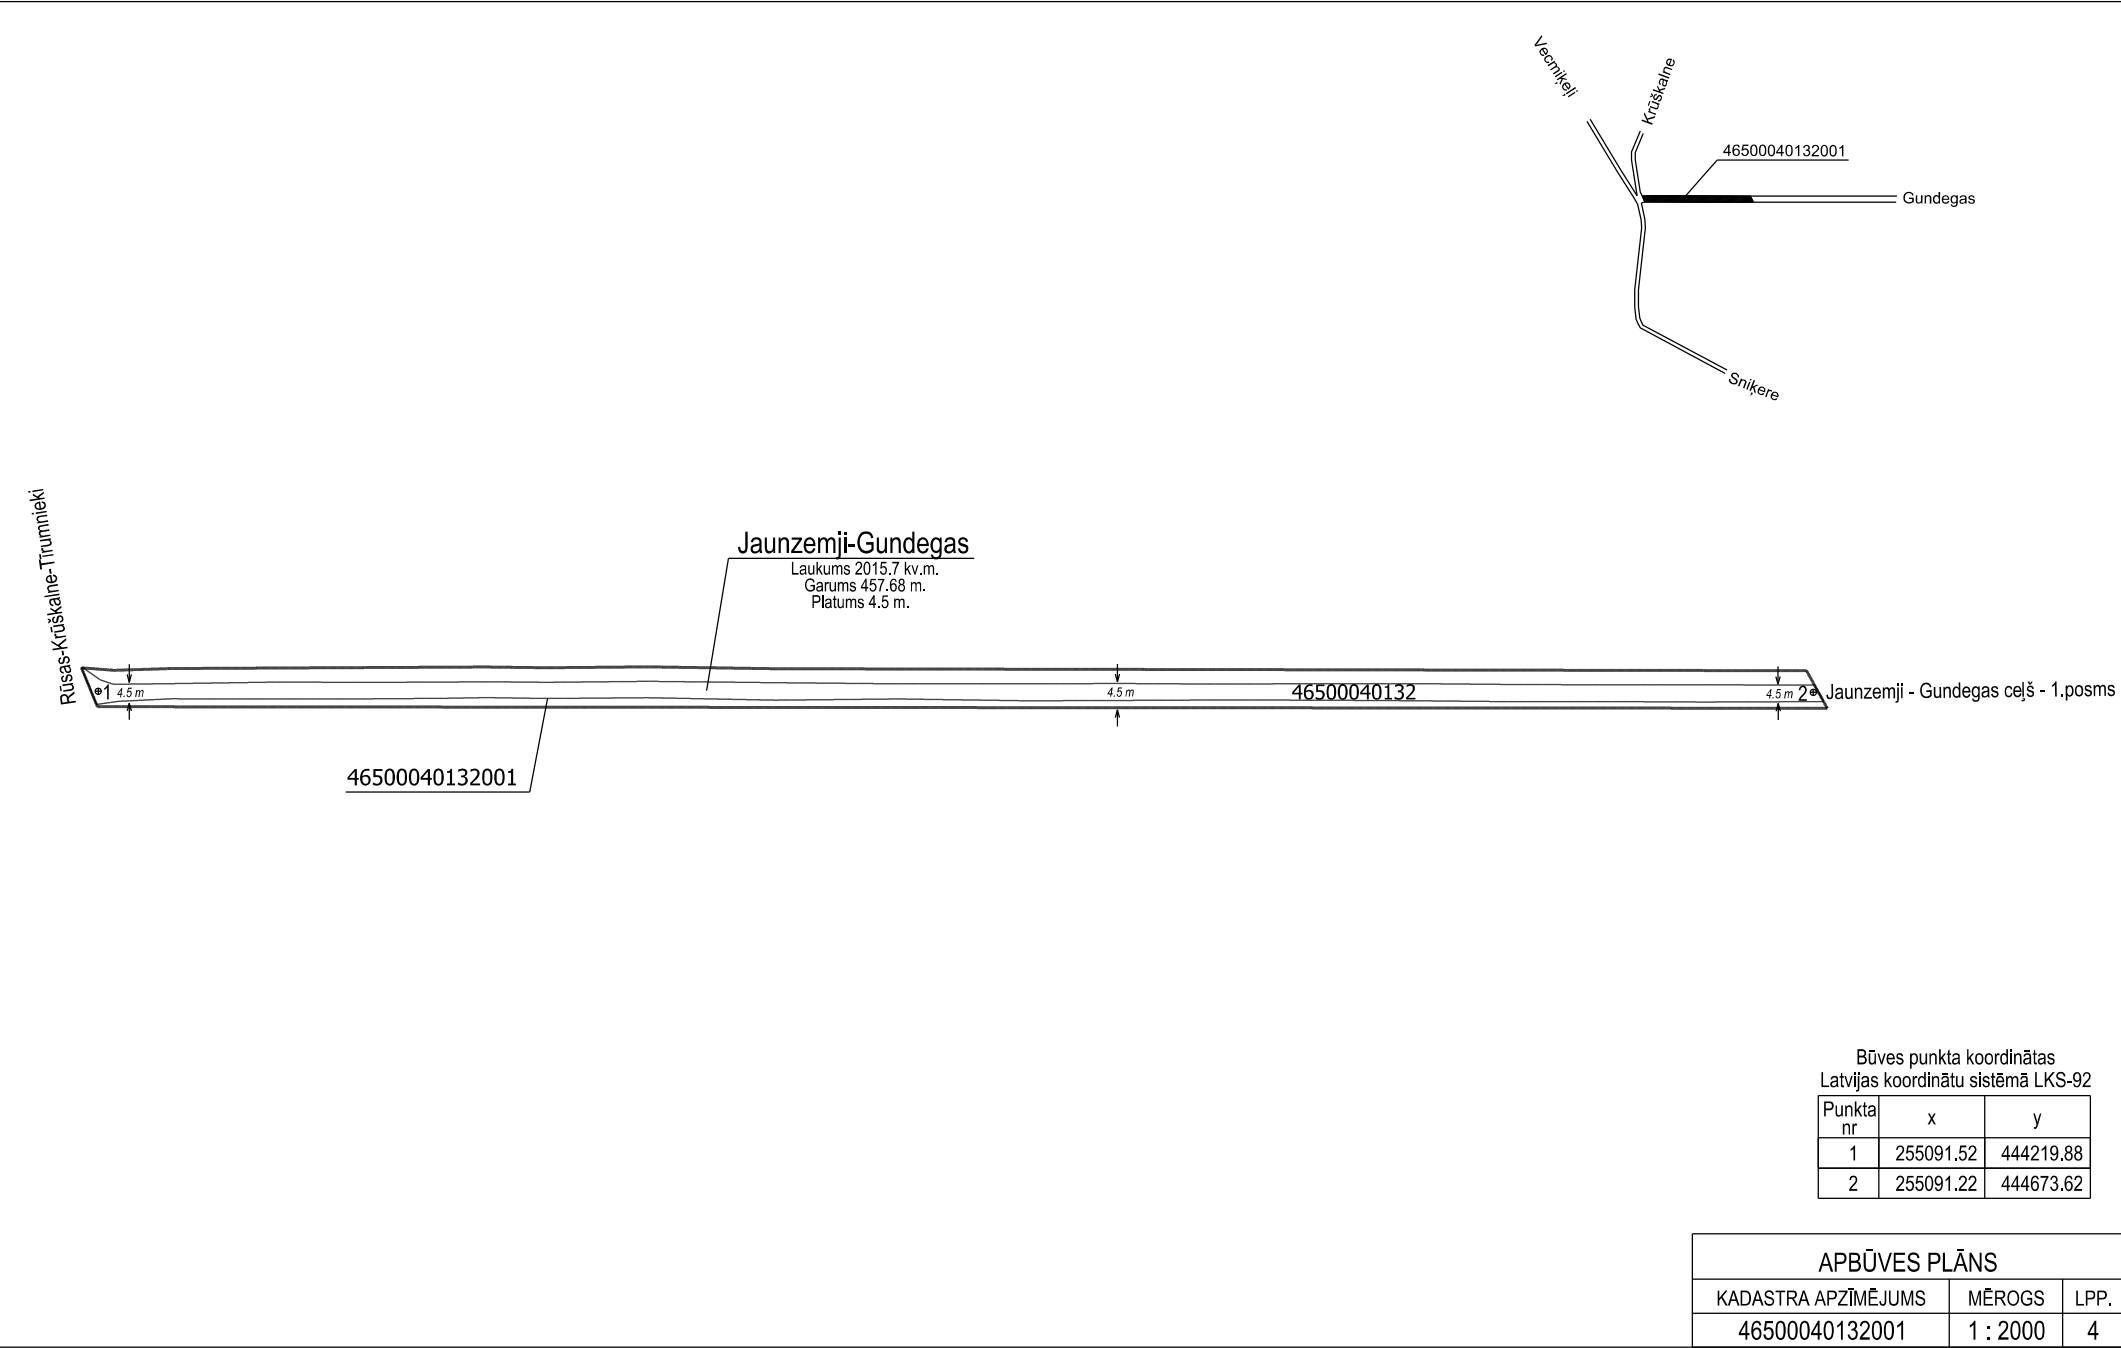 Vecmiķeļi
Krūškalne
46500040132001
Gundegas
Sniķere
Rūsas-Krūškalne-Tīrumnieki
Jaunzemji-Gundegas
Laukums 2015.7 kv.m.
Garums 457.68 m.
Platums 4.5 m.
1 4.5 m
4.5 m
46500040132
4.5 m 2
Jaunzemji - Gundegas ceļš - 1.posms
46500040132001
Būves punkta koordinātas
Latvijas koordinātu sistēmā LKS-92
Punkta nr x y
1 255091.52 444219.88
2 255091.22 444673.62
APBŪVES PLĀNS
KADASTRA APZĪMĒJUMS MĒROGS LPP.
46500040132001 1 : 2000 4